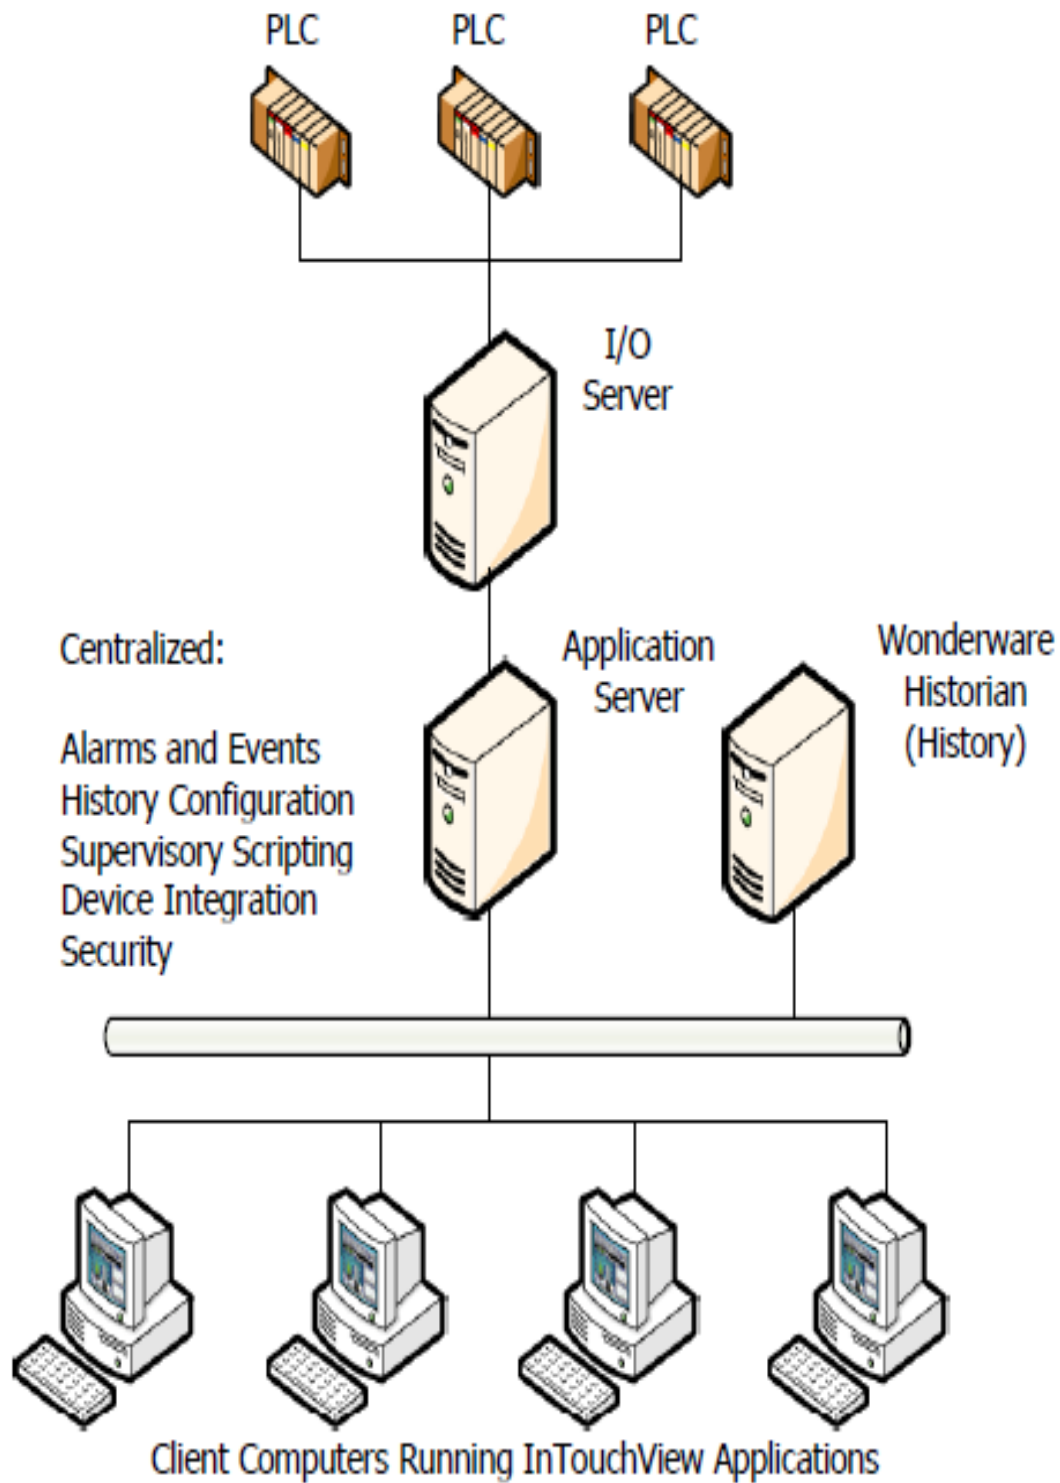 PLC
PLC
PLC
I/O
Server
Centralized:
Alarms and Events
History Configuration
Supervisory Scripting
Device Integration
Security
Application
Server
Wonderware
Historian
(History)
Client Computers Running InTouchView Applications